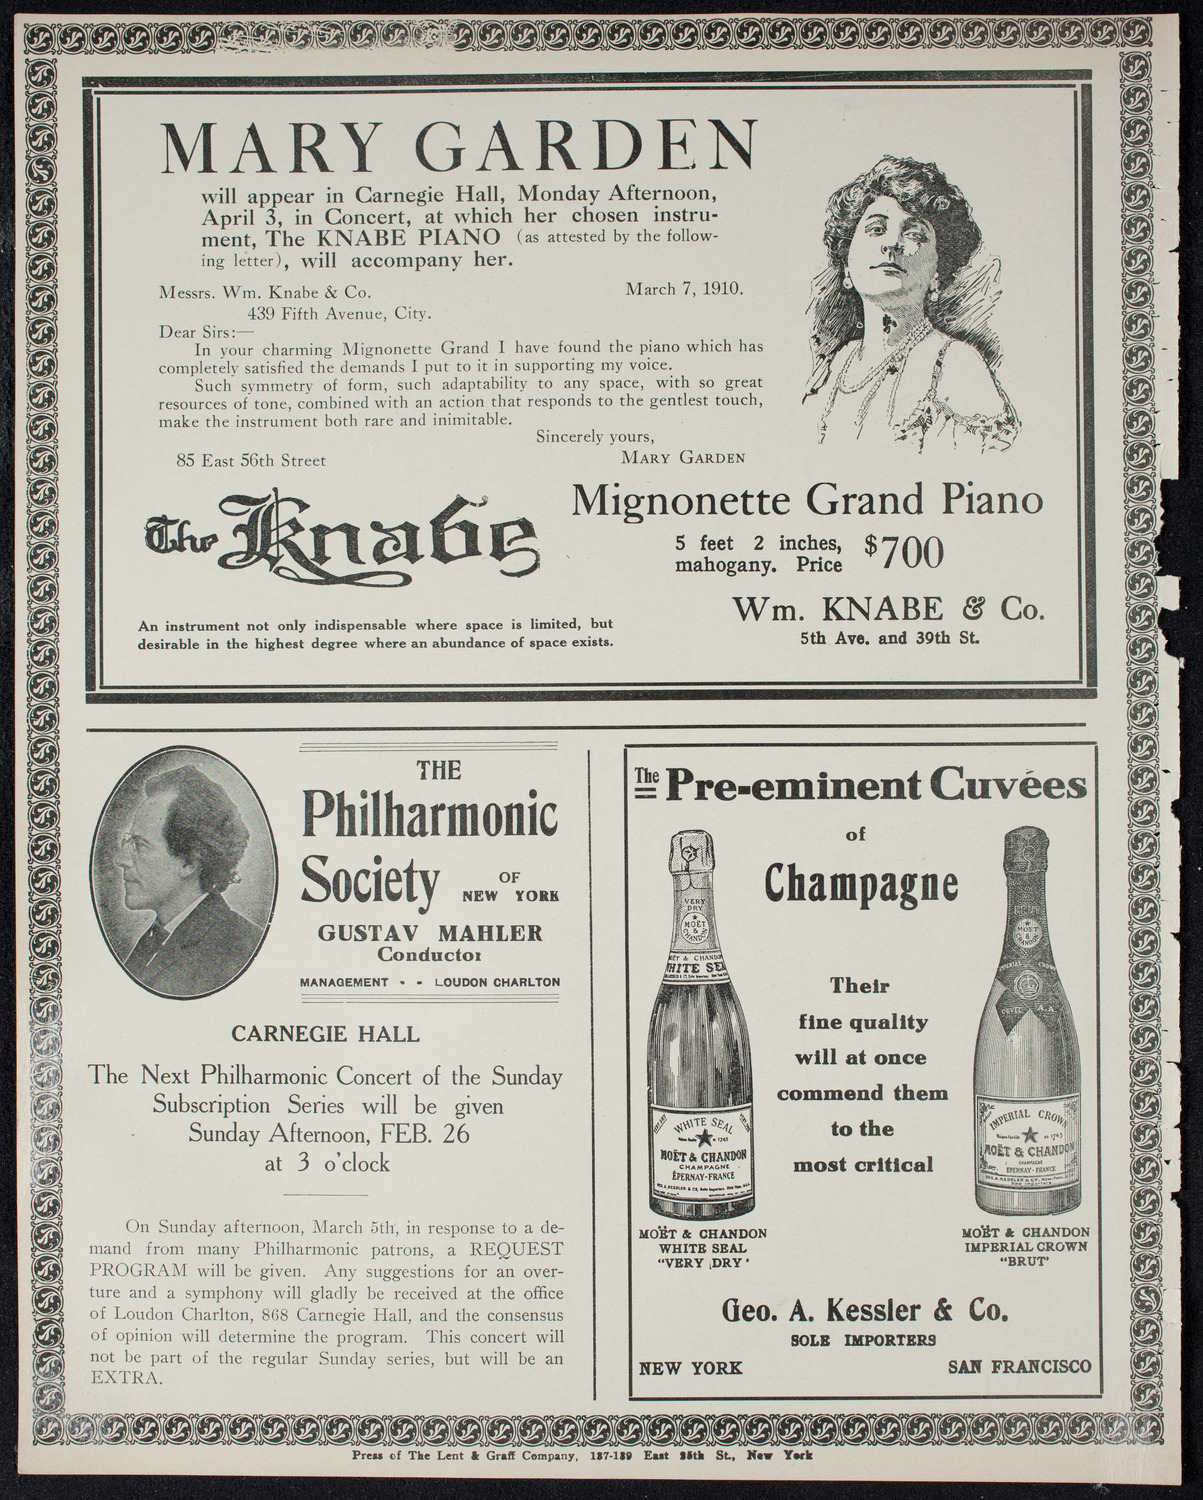 MARY GARDEN
will appear in Carnegie Hall, Monday Afternoon,
April 3, in Concert, at which her chosen instru-
ment, The KNABE PIANO (as attested by the follow-
ing letter), will accompany her.
Messrs. Wm. Knabe & Co. March 7, 1910.
439 Fifth Avenue, City.
Dear Sirs:—
In your charming Mignonette Grand I have found the piano which has
completely satisfied the demands I put to it in supporting my voice.
Such symmetry of form, such adaptability to any space, with so great
resources of tone, combined with an action that responds to the gentlest touch,
make the instrument both rare and inimitable.
Sincerely yours,
85 East 56th Street MARY GARDEN
The Knabe
Mignonette Grand Piano
5 feet 2 inches,
mahogany. Price $700
An instrument not only indispensable where space is limited, but
desirable in the highest degree where an abundance of space exists.
Wm. KNABE & Co.
5th Ave. and 39th St.
THE
Philharmonic
Society OF
NEW YORK
GUSTAV MAHLER
Conductor
MANAGEMENT - - LOUDON CHARLTON
CARNEGIE HALL
The Next Philharmonic Concert of the Sunday
Subscription Series will be given
Sunday Afternoon, FEB. 26
at 3 o'clock
On Sunday afternoon, March 5th, in response to a de-
mand from many Philharmonic patrons, a REQUEST
PROGRAM will be given. Any suggestions for an over-
ture and a symphony will gladly be received at the office
of Loudon Charlton, 868 Carnegie Hall, and the consensus
of opinion will determine the program. This concert will
not be part of the regular Sunday series, but will be an
EXTRA.
The Pre-eminent Cuvées
of
Champagne
Their
fine quality
will at once
commend them
to the
most critical
VERY
DRY
MOËT
&
CHANDON
WHITE SEAL
MOËT & CHANDON
CHAMPAGNE
ÉPERNAY-FRANCE
MOËT
&
CHANDON
IMPERIAL CROWN
MOËT & CHANDON
CHAMPAGNE
ÉPERNAY-FRANCE
MOËT & CHANDON
WHITE SEAL
"VERY DRY"
MOËT & CHANDON
IMPERIAL CROWN
"BRUT"
Geo. A. Kessler & Co.
SOLE IMPORTERS
NEW YORK SAN FRANCISCO
Press of The Lent & Graff Company, 137-139 East 25th St., New York